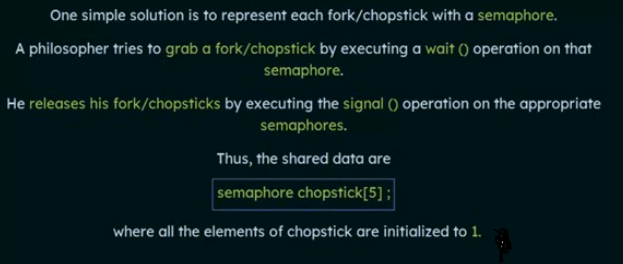 One simple solution is to represent each fork/chopstick with a semaphore.
A philosopher tries to grab a fork/chopstick by executing a wait () operation on that
semaphore.
He releases his fork/chopsticks by executing the signal () operation on the appropriate
semaphores.
Thus, the shared data are
semaphore chopstick[5] ;
where all the elements of chopstick are initialized to 1.